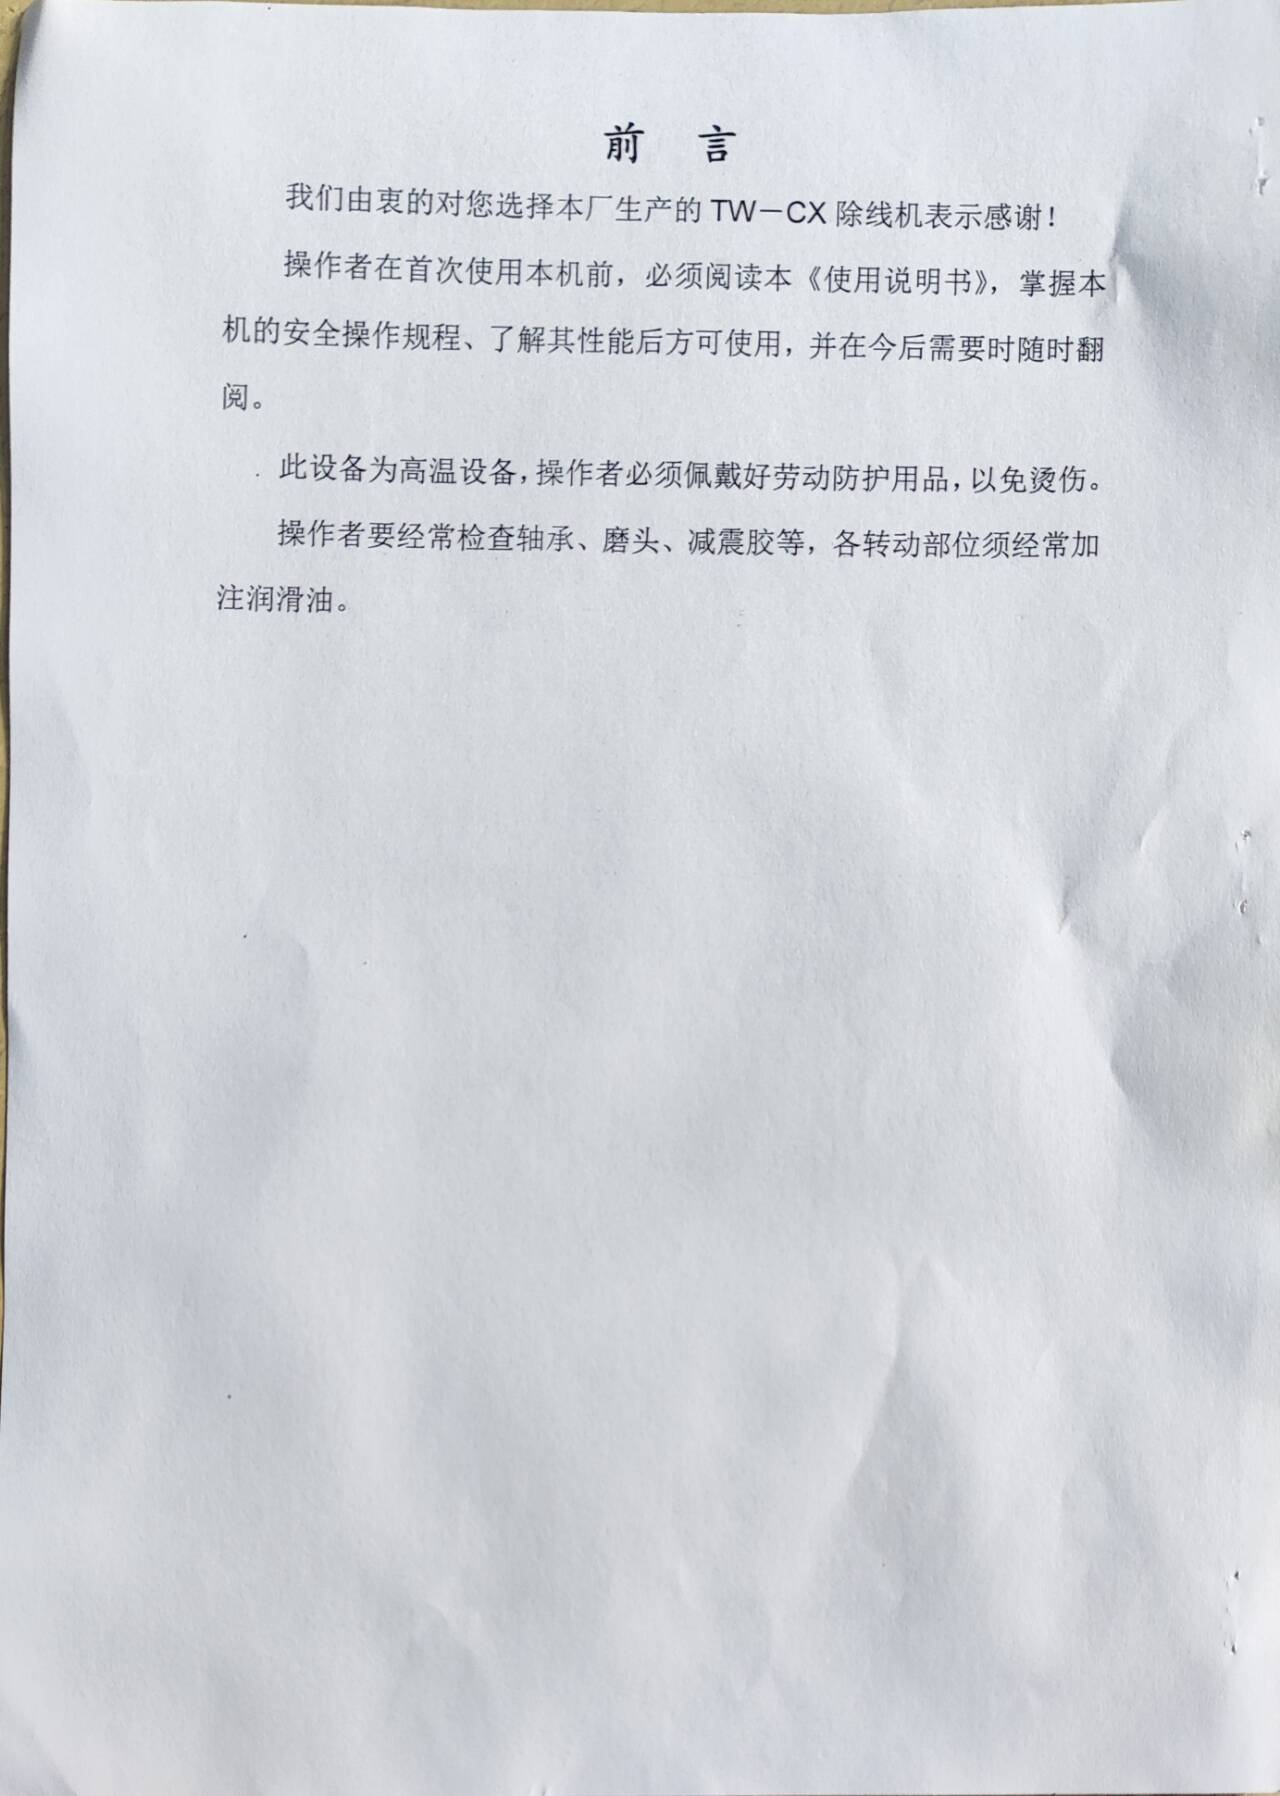 前 言
我们由衷的对您选择本厂生产的 TW－CX 除线机表示感谢！
操作者在首次使用本机前，必须阅读本《使用说明书》，掌握本
机的安全操作规程、了解其性能后方可使用，并在今后需要时随时翻
阅。
此设备为高温设备，操作者必须佩戴好劳动防护用品，以免烫伤。
操作者要经常检查轴承、磨头、减震胶等，各转动部位须经常加
注润滑油。